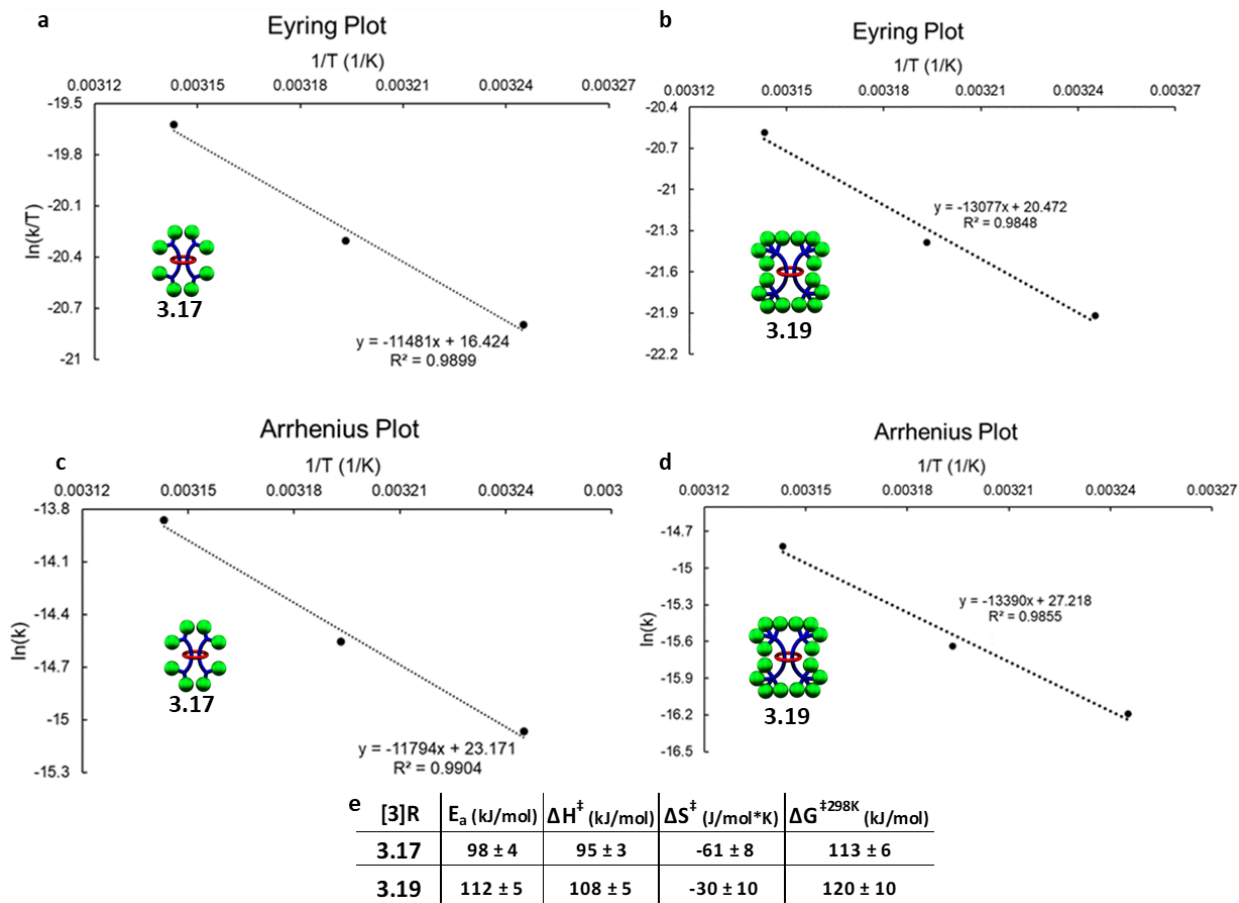 a
Eyring Plot
1/T (1/K)
0.00312 0.00315 0.00318 0.00321 0.00324 0.00327
-19.5
-19.8
-20.1
-20.4
-20.7
-21
ln(k/T)
3.17
y = -11481x + 16.424
R² = 0.9899
b
Eyring Plot
1/T (1/K)
0.00312 0.00315 0.00318 0.00321 0.00324 0.00327
-20.4
-20.7
-21
-21.3
-21.6
-21.9
-22.2
y = -13077x + 20.472
R² = 0.9848
3.19
c
Arrhenius Plot
1/T (1/K)
0.00312 0.00315 0.00318 0.00321 0.00324 0.003
-13.8
-14.1
-14.4
-14.7
-15
-15.3
ln(k)
3.17
y = -11794x + 23.171
R² = 0.9904
d
Arrhenius Plot
1/T (1/K)
0.00312 0.00315 0.00318 0.00321 0.00324 0.00327
-14.7
-15
-15.3
-15.6
-15.9
-16.2
-16.5
ln(k)
y = -13390x + 27.218
R² = 0.9855
3.19
e
[3]R Eₐ (kJ/mol) ΔH‡ (kJ/mol) ΔS‡ (J/mol*K) ΔG‡298K (kJ/mol)
3.17 98 ± 4 95 ± 3 -61 ± 8 113 ± 6
3.19 112 ± 5 108 ± 5 -30 ± 10 120 ± 10